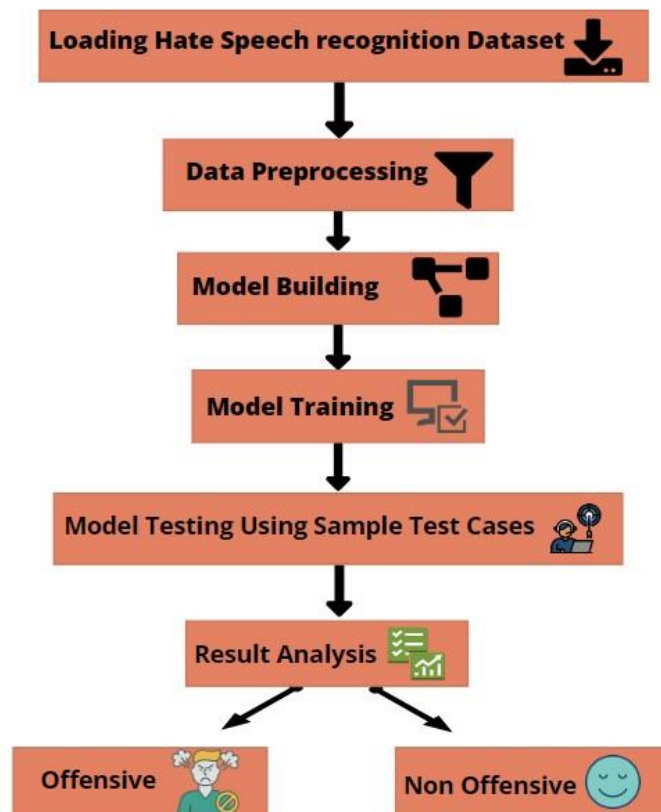 Loading Hate Speech recognition Dataset
Data Preprocessing
Model Building
Model Training
Model Testing Using Sample Test Cases
Result Analysis
Offensive
Non Offensive